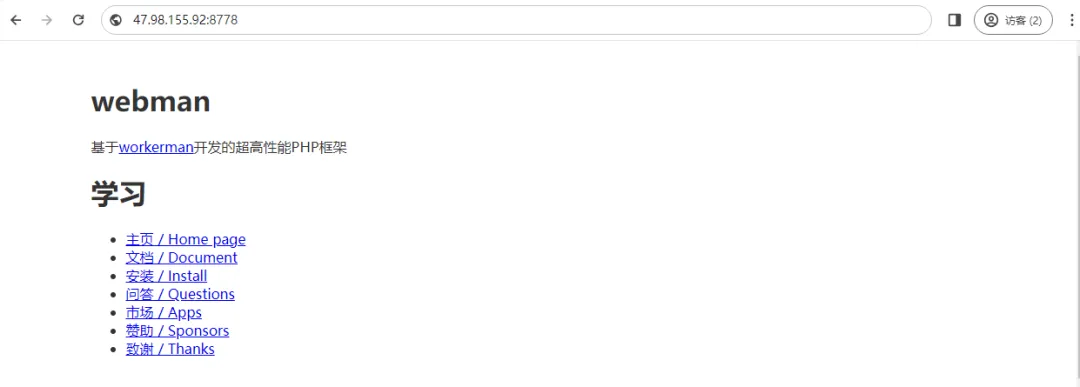 47.98.155.92:8778
访客 (2)
webman
基于workerman开发的超高性能PHP框架
学习
主页 / Home page
文档 / Document
安装 / Install
问答 / Questions
市场 / Apps
赞助 / Sponsors
致谢 / Thanks